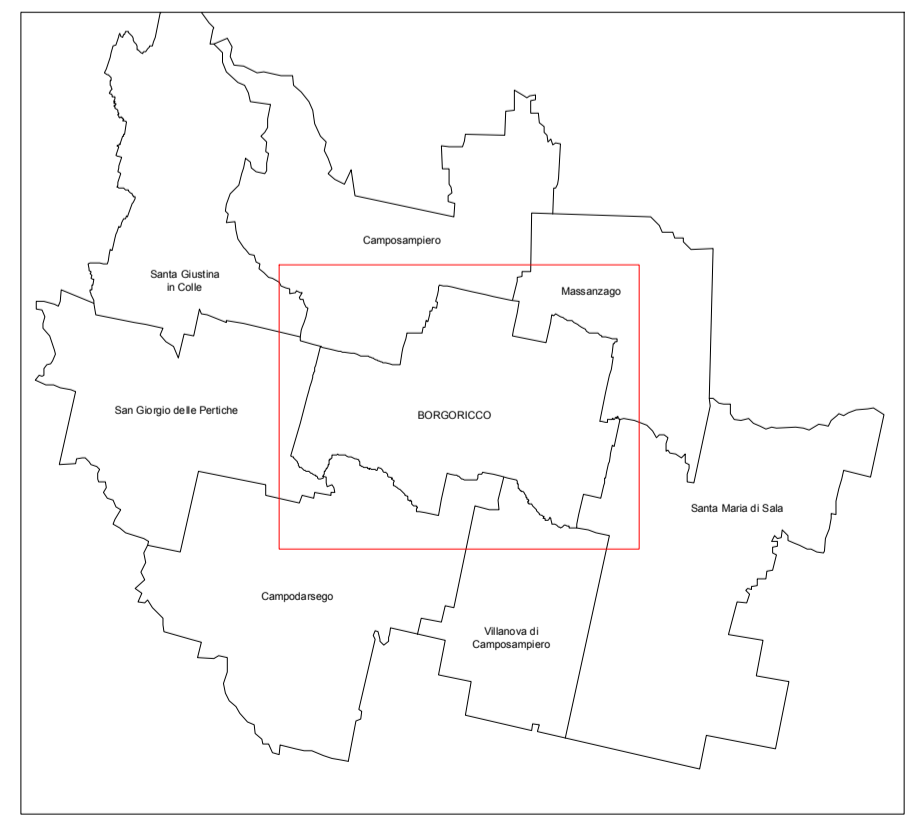 Camposampiero
Santa Giustina
in Colle
Massanzago
San Giorgio delle Pertiche
BORGORICCO
Santa Maria di Sala
Campodarsego
Villanova di
Camposampiero